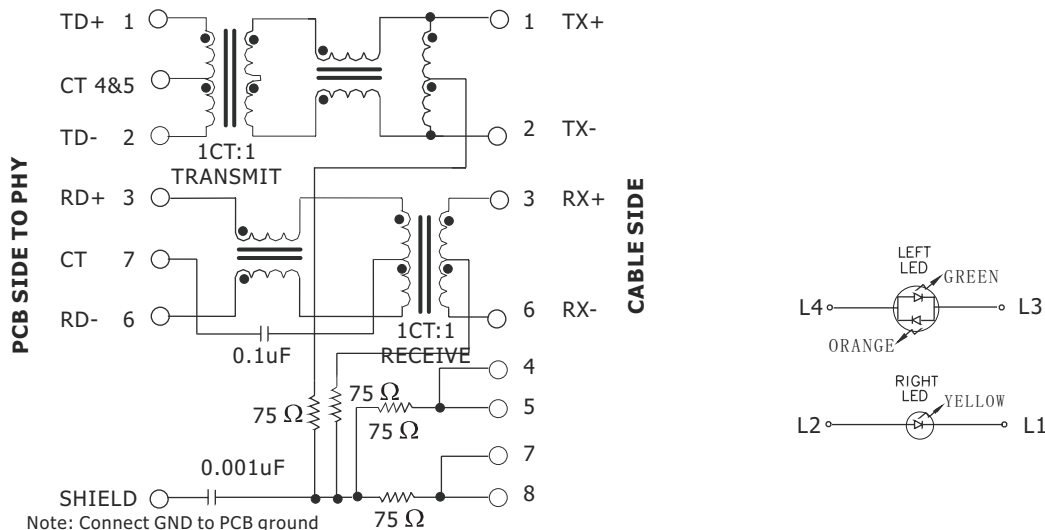 TD+ 1
1 TX+
CT 4&5
TD- 2
2 TX-
1CT:1
TRANSMIT
PCB SIDE TO PHY
RD+ 3
3 RX+
CABLE SIDE
CT 7
RD- 6
6 RX-
0.1uF
1CT:1
RECEIVE
4
75 Ω
75 Ω
5
75 Ω
7
0.001uF
SHIELD
8
75 Ω
Note: Connect GND to PCB ground
LEFT
LED
GREEN
L4
L3
ORANGE
RIGHT
LED
YELLOW
L2
L1